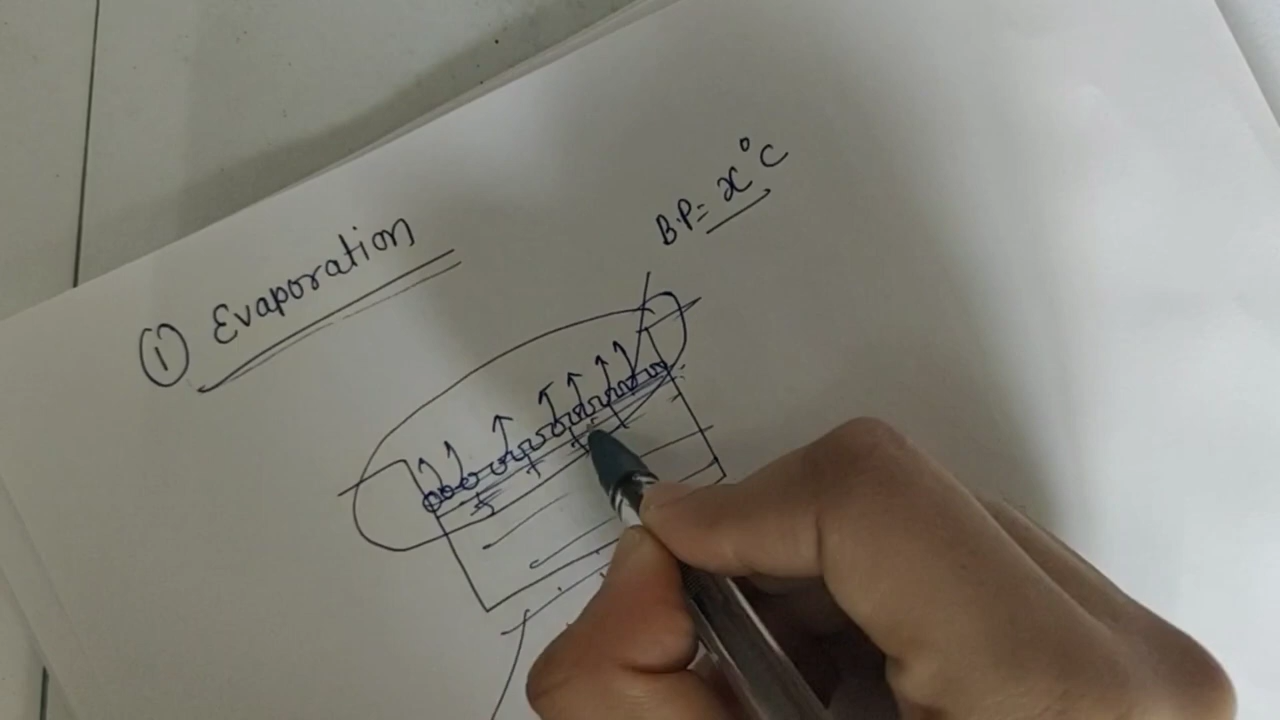 ① Evaporation
B.P= x°C